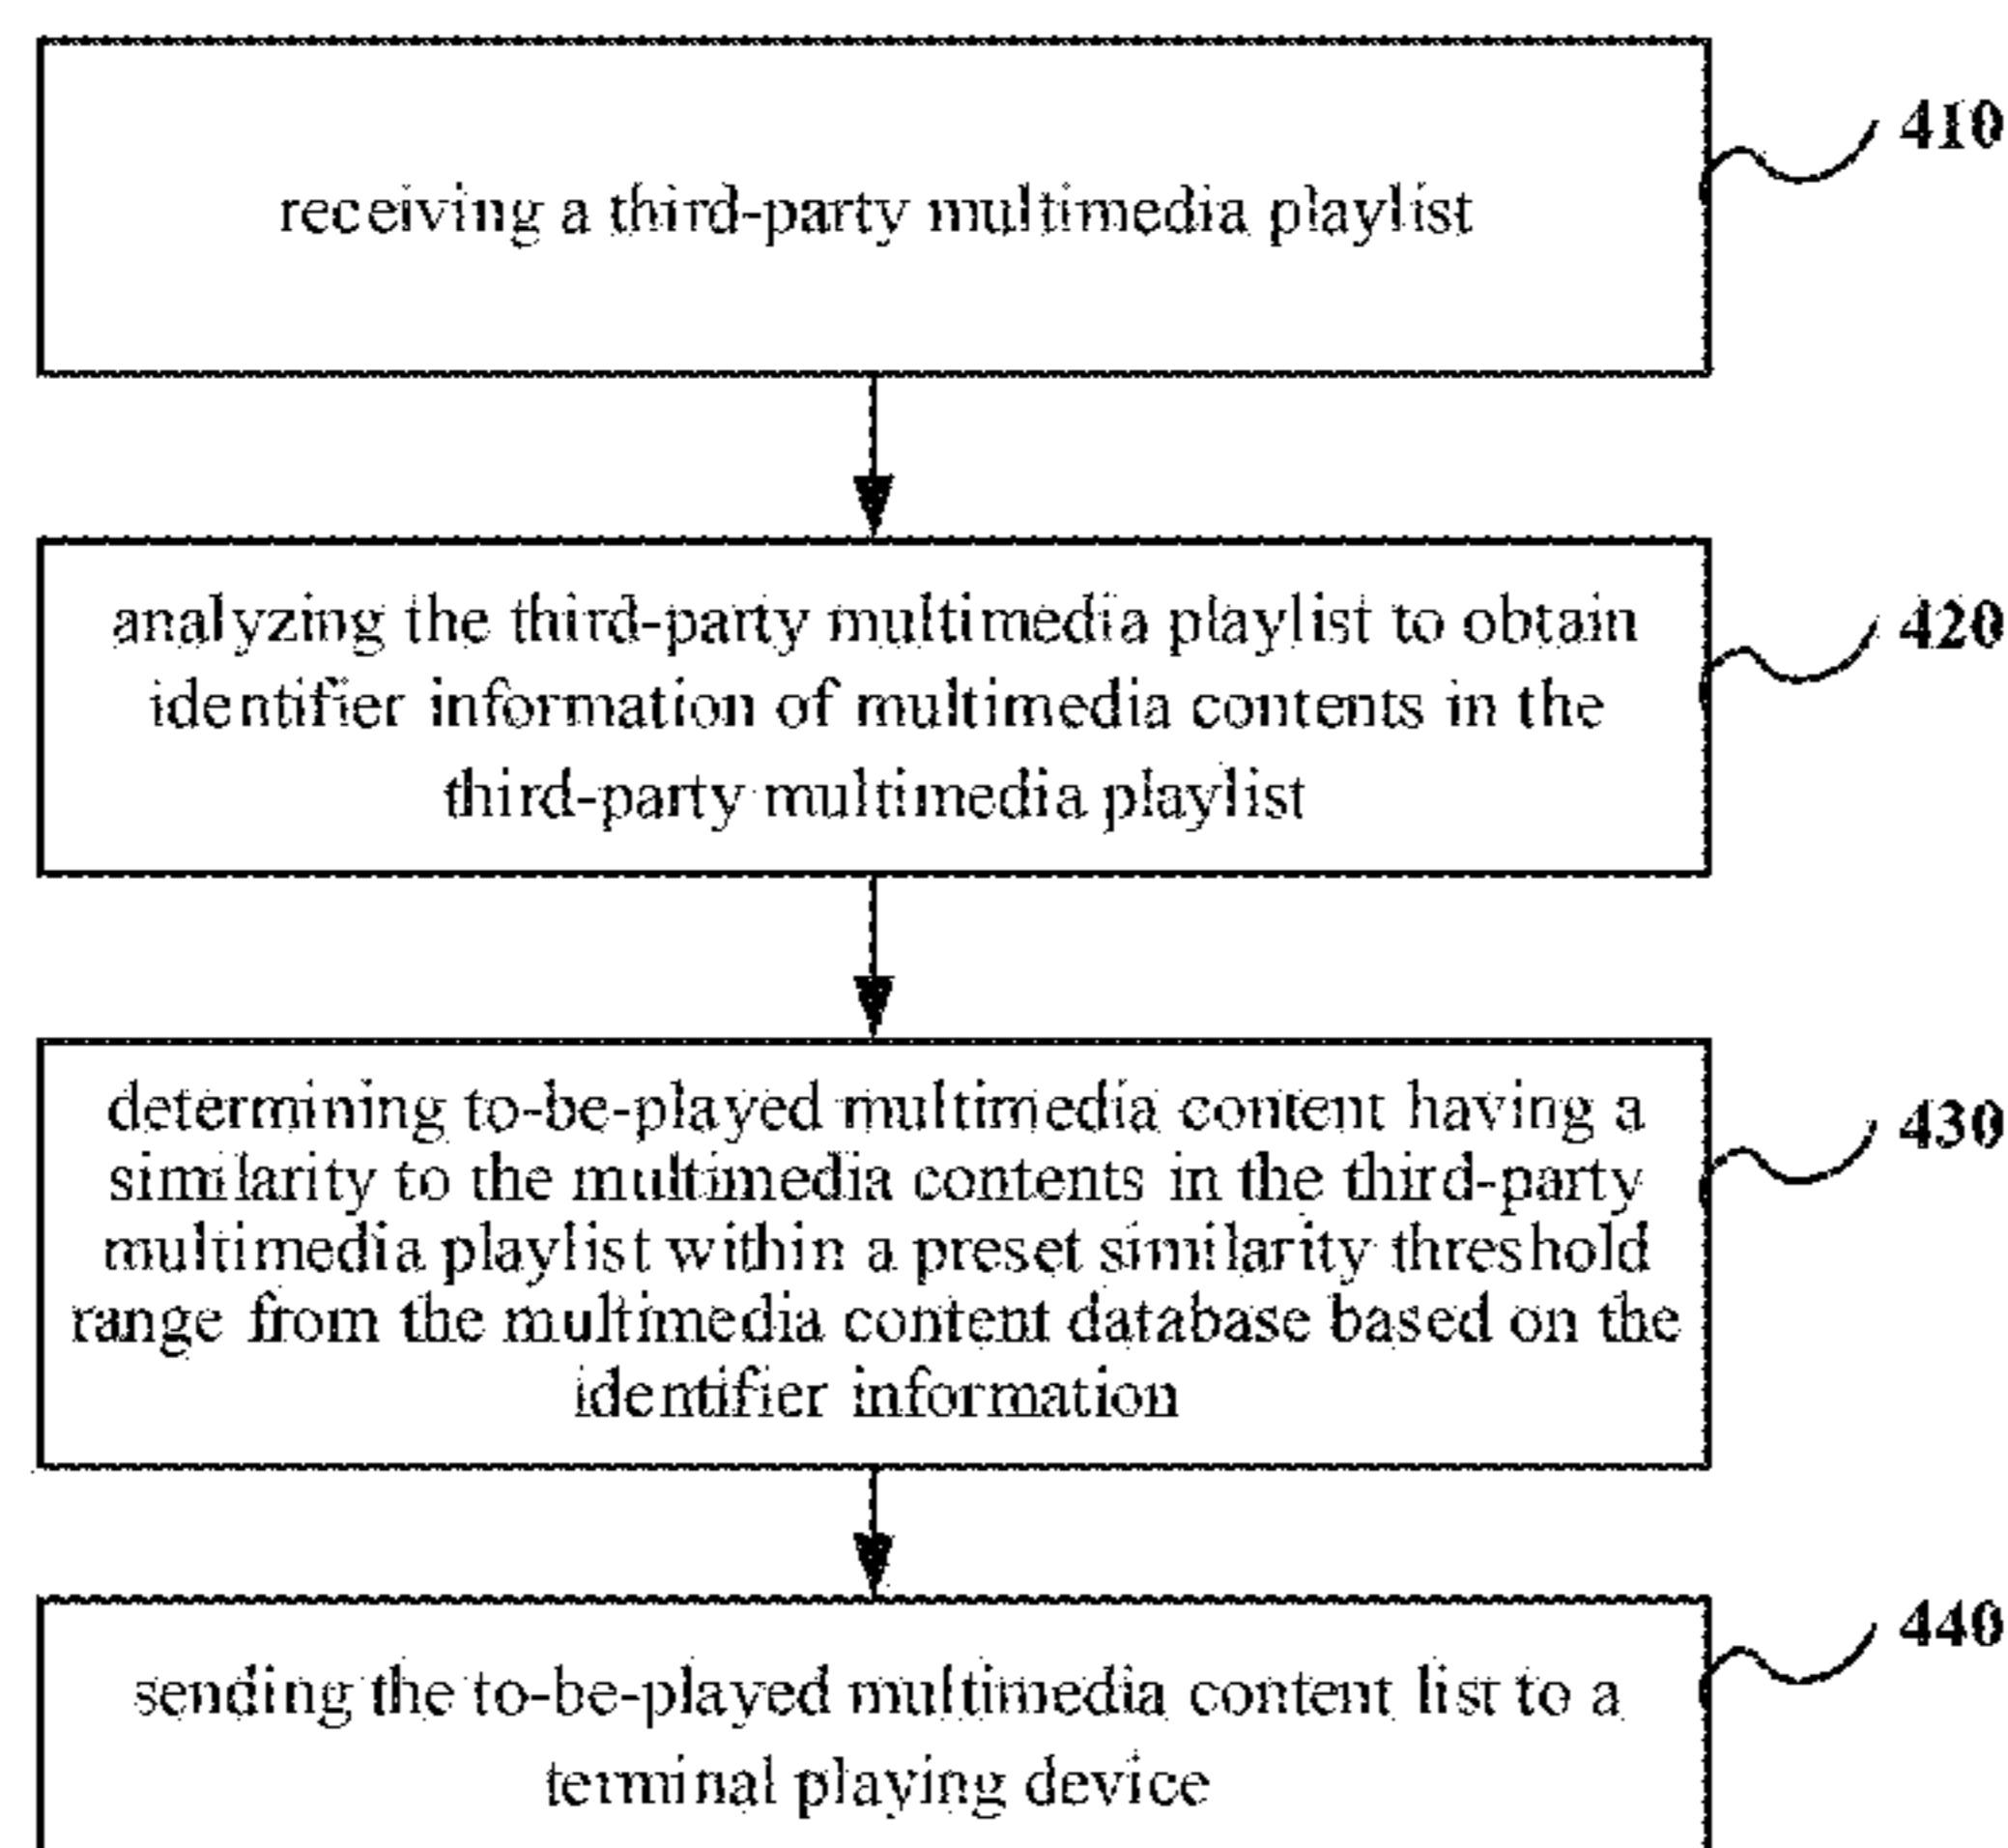 receiving a third-party multimedia playlist
410
analyzing the third-party multimedia playlist to obtain
identifier information of multimedia contents in the
third-party multimedia playlist
420
determining to-be-played multimedia content having a
similarity to the multimedia contents in the third-party
multimedia playlist within a preset similarity threshold
range from the multimedia content database based on the
identifier information
430
sending the to-be-played multimedia content list to a
terminal playing device
440